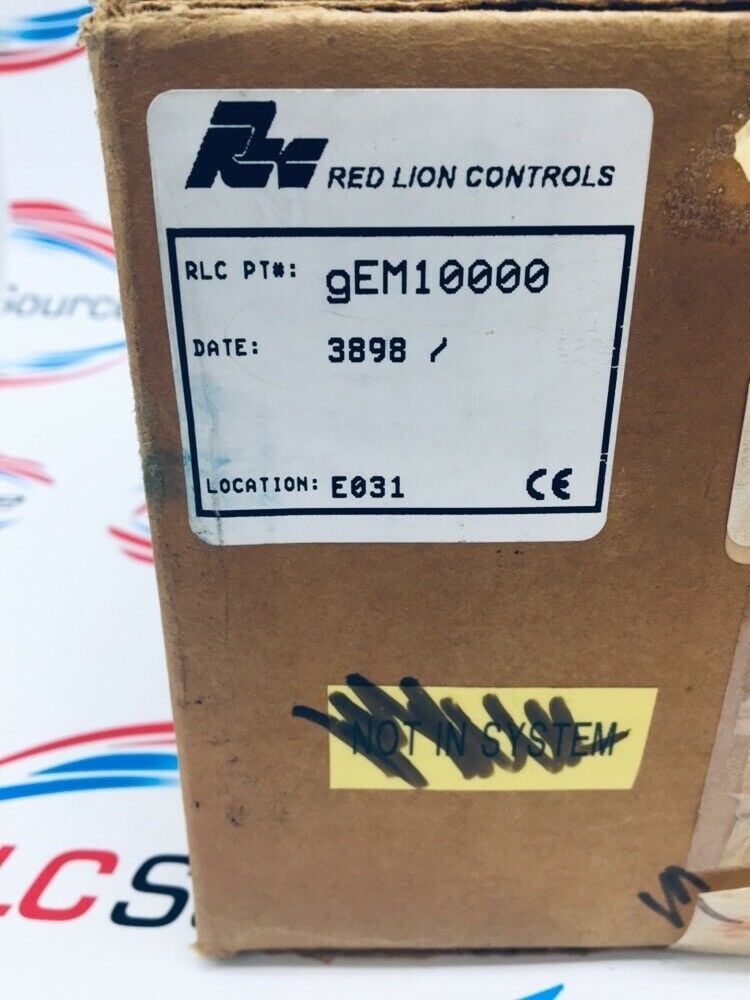 RED LION CONTROLS
RLC PT#: gEM10000
DATE: 3898 /
LOCATION: E031 CE
NOT IN SYSTEM